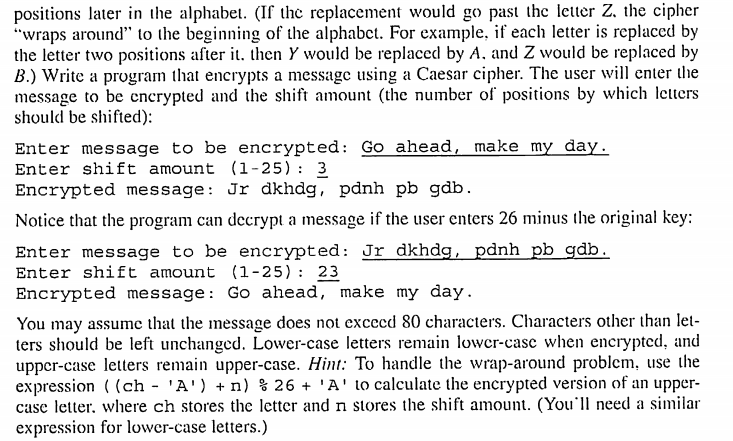 positions later in the alphabet. (If the replacement would go past the letter Z, the cipher
"wraps around" to the beginning of the alphabet. For example, if each letter is replaced by
the letter two positions after it, then Y would be replaced by A, and Z would be replaced by
B.) Write a program that encrypts a message using a Caesar cipher. The user will enter the
message to be encrypted and the shift amount (the number of positions by which letters
should be shifted):
Enter message to be encrypted: Go ahead, make my day.
Enter shift amount (1-25): 3
Encrypted message: Jr dkhdg, pdnh pb gdb.
Notice that the program can decrypt a message if the user enters 26 minus the original key:
Enter message to be encrypted: Jr dkhdg, pdnh pb gdb.
Enter shift amount (1-25): 23
Encrypted message: Go ahead, make my day.
You may assume that the message does not exceed 80 characters. Characters other than let-
ters should be left unchanged. Lower-case letters remain lower-case when encrypted, and
upper-case letters remain upper-case. Hint: To handle the wrap-around problem, use the
expression ((ch - 'A') + n) % 26 + 'A' to calculate the encrypted version of an upper-
case letter, where ch stores the letter and n stores the shift amount. (You'll need a similar
expression for lower-case letters.)